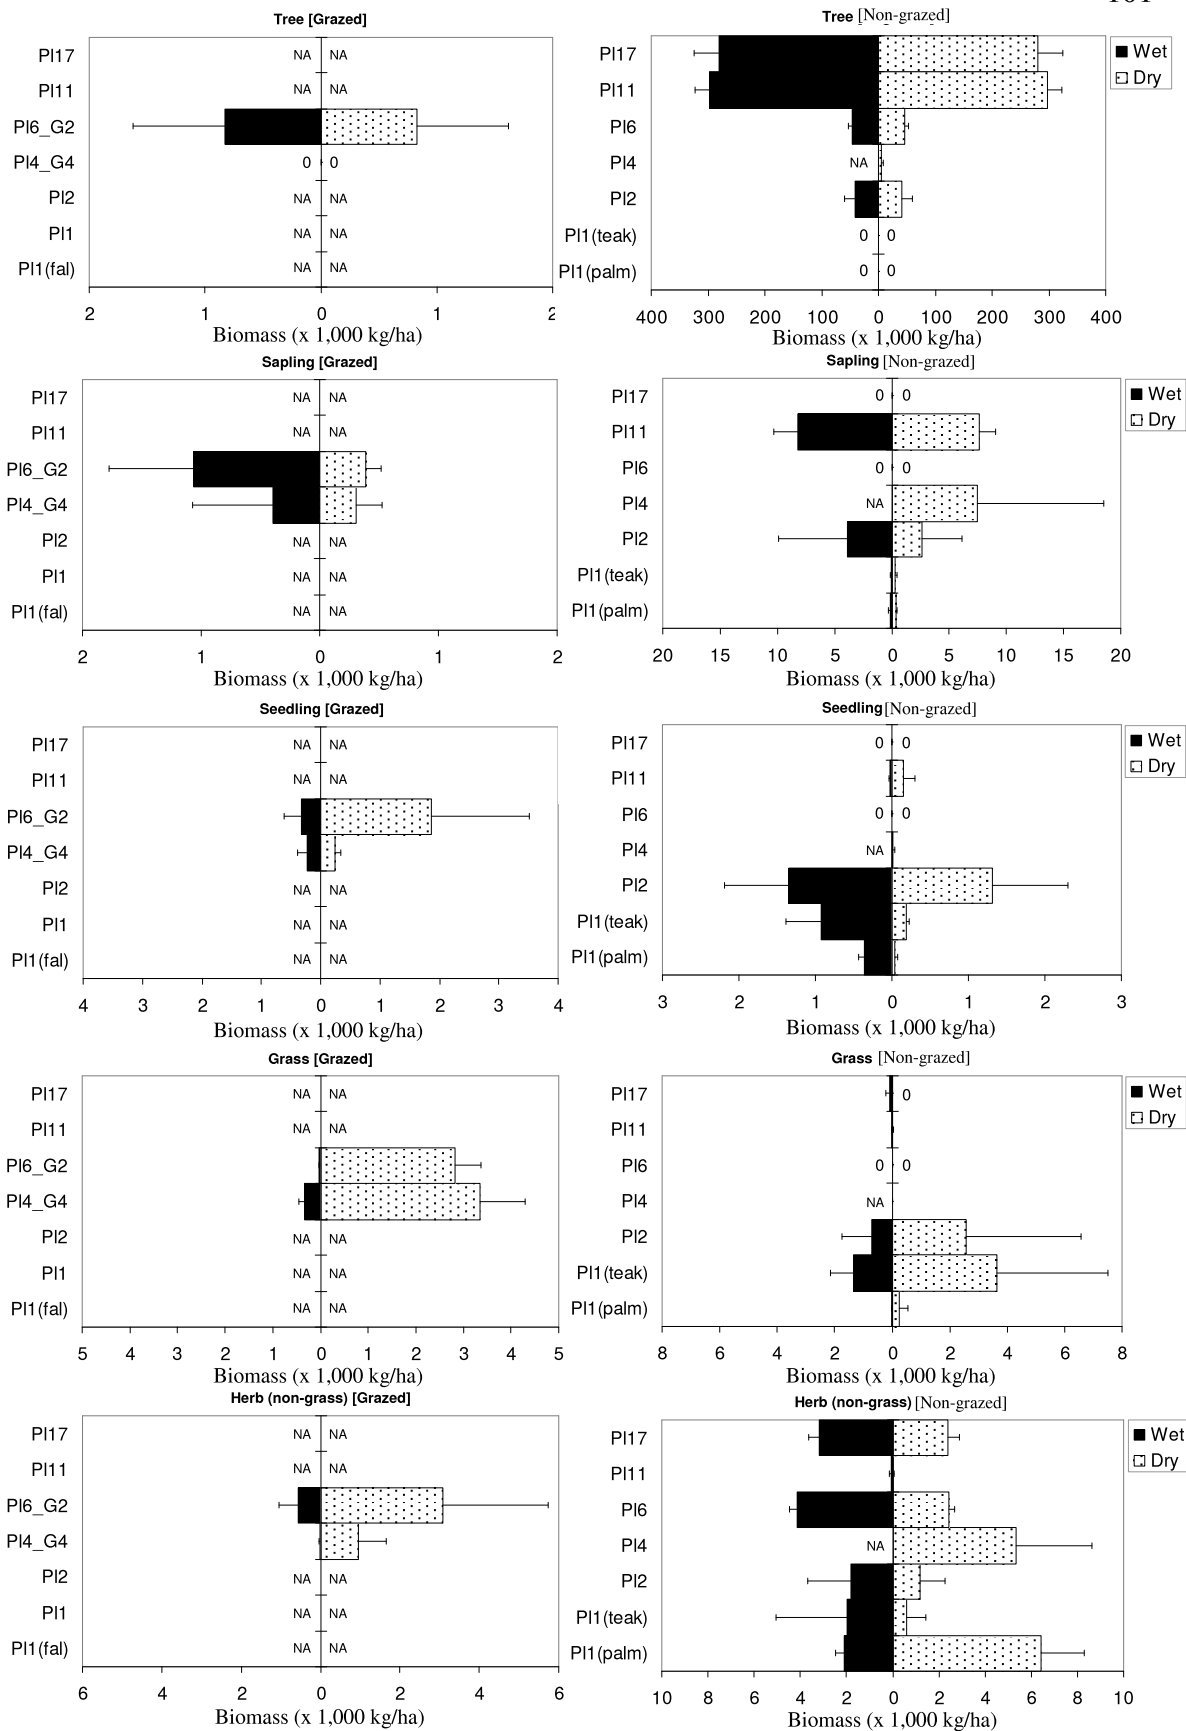 Tree [Grazed]
Pl17 NA NA
Pl11 NA NA
Pl6_G2
Pl4_G4 0 0
Pl2 NA NA
Pl1 NA NA
Pl1(fal) NA NA
2 1 0 1 2
Biomass (x 1,000 kg/ha)
Tree [Non-grazed]
Pl17
Pl11
Pl6
Pl4 NA
Pl2
Pl1(teak) 0 0
Pl1(palm) 0 0
400 300 200 100 0 100 200 300 400
Biomass (x 1,000 kg/ha)
Wet
Dry
Sapling [Grazed]
Pl17 NA NA
Pl11 NA NA
Pl6_G2
Pl4_G4
Pl2 NA NA
Pl1 NA NA
Pl1(fal) NA NA
2 1 0 1 2
Biomass (x 1,000 kg/ha)
Sapling [Non-grazed]
Pl17 0 0
Pl11
Pl6 0 0
Pl4 NA
Pl2
Pl1(teak)
Pl1(palm)
20 15 10 5 0 5 10 15 20
Biomass (x 1,000 kg/ha)
Wet
Dry
Seedling [Grazed]
Pl17 NA NA
Pl11 NA NA
Pl6_G2
Pl4_G4
Pl2 NA NA
Pl1 NA NA
Pl1(fal) NA NA
4 3 2 1 0 1 2 3 4
Biomass (x 1,000 kg/ha)
Seedling [Non-grazed]
Pl17 0 0
Pl11
Pl6 0 0
Pl4 NA
Pl2
Pl1(teak)
Pl1(palm)
3 2 1 0 1 2 3
Biomass (x 1,000 kg/ha)
Wet
Dry
Grass [Grazed]
Pl17 NA NA
Pl11 NA NA
Pl6_G2
Pl4_G4
Pl2 NA NA
Pl1 NA NA
Pl1(fal) NA NA
5 4 3 2 1 0 1 2 3 4 5
Biomass (x 1,000 kg/ha)
Grass [Non-grazed]
Pl17 0
Pl11
Pl6 0 0
Pl4 NA
Pl2
Pl1(teak)
Pl1(palm)
8 6 4 2 0 2 4 6 8
Biomass (x 1,000 kg/ha)
Wet
Dry
Herb (non-grass) [Grazed]
Pl17 NA NA
Pl11 NA NA
Pl6_G2
Pl4_G4
Pl2 NA NA
Pl1 NA NA
Pl1(fal) NA NA
6 4 2 0 2 4 6
Biomass (x 1,000 kg/ha)
Herb (non-grass) [Non-grazed]
Pl17
Pl11
Pl6
Pl4 NA
Pl2
Pl1(teak)
Pl1(palm)
10 8 6 4 2 0 2 4 6 8 10
Biomass (x 1,000 kg/ha)
Wet
Dry